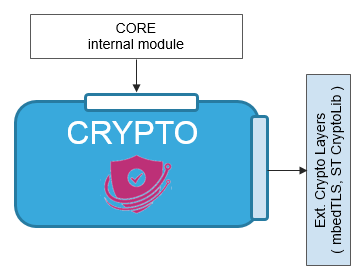 CORE
internal module
CRYPTO
Ext. Crypto Layers
( mbedTLS, ST CryptoLib )